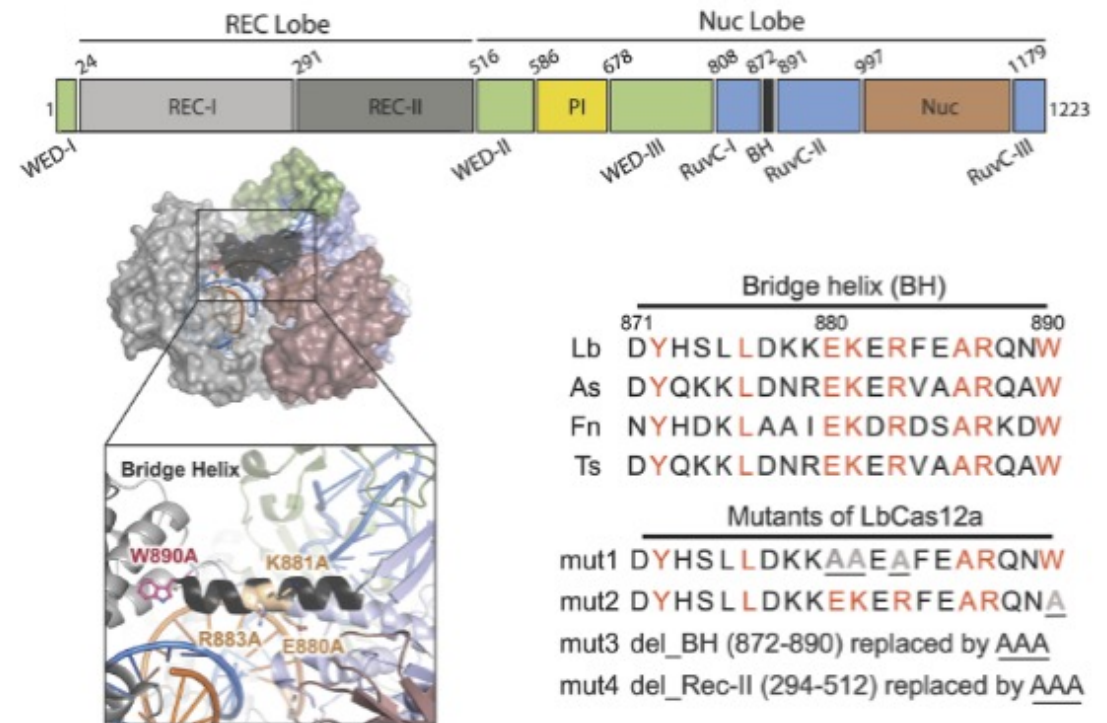 REC Lobe Nuc Lobe
24 291 516 586 678 808 872 891 997 1179
1 REC-I REC-II PI Nuc 1223
WED-I WED-II WED-III RuvC-I BH RuvC-II RuvC-III
Bridge helix (BH)
871 880 890
Lb DYHSLLDKKEKERFEARQNW
As DYQKKLDNREKERVAARQAW
Fn NYHDKLAAIEKDRDSARKDW
Ts DYQKKLDNREKERVAARQAW
Mutants of LbCas12a
mut1 DYHSLLDKKAAEAFEARQNW
mut2 DYHSLLDKKEKERFEARQNA
mut3 del_BH (872-890) replaced by AAA
mut4 del_Rec-II (294-512) replaced by AAA
Bridge Helix
W890A K881A
R883A E880A